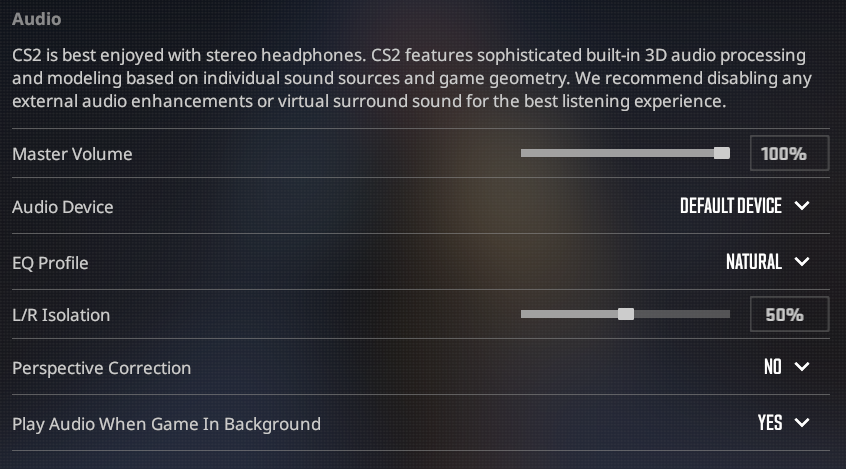 Audio
CS2 is best enjoyed with stereo headphones. CS2 features sophisticated built-in 3D audio processing
and modeling based on individual sound sources and game geometry. We recommend disabling any
external audio enhancements or virtual surround sound for the best listening experience.
Master Volume 100%
Audio Device DEFAULT DEVICE
EQ Profile NATURAL
L/R Isolation 50%
Perspective Correction NO
Play Audio When Game In Background YES